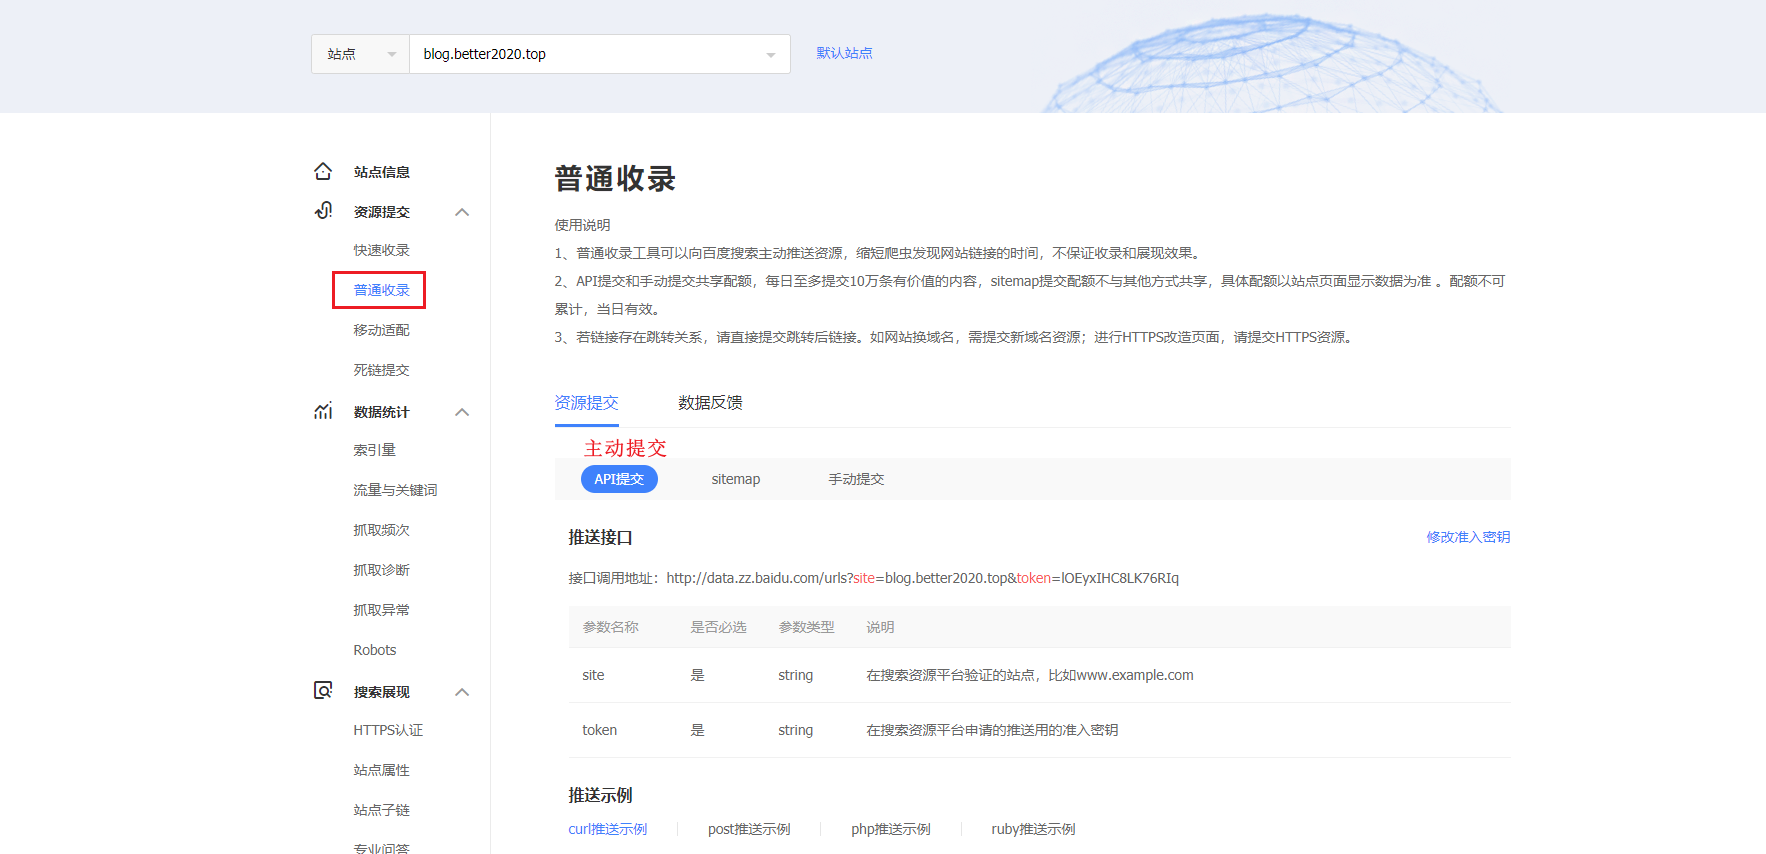 站点
blog.better2020.top
默认站点
站点信息
资源提交
快速收录
普通收录
移动适配
死链提交
数据统计
索引量
流量与关键词
抓取频次
抓取诊断
抓取异常
Robots
搜索展现
HTTPS认证
站点属性
站点子链
专业问答
普通收录
使用说明
1、普通收录工具可以向百度搜索主动推送资源，缩短爬虫发现网站链接的时间，不保证收录和展现效果。
2、API提交和手动提交共享配额，每日至多提交10万条有价值的内容，sitemap提交配额不与其他方式共享，具体配额以站点页面显示数据为准 。配额不可
累计，当日有效。
3、若链接存在跳转关系，请直接提交跳转后链接。如网站换域名，需提交新域名资源；进行HTTPS改造页面，请提交HTTPS资源。
资源提交 数据反馈
主动提交
API提交 sitemap 手动提交
推送接口 修改准入密钥
接口调用地址：http://data.zz.baidu.com/urls?site=blog.better2020.top&token=lOEyxIHC8LK76RIq
参数名称 是否必选 参数类型 说明
site 是 string 在搜索资源平台验证的站点，比如www.example.com
token 是 string 在搜索资源平台申请的推送用的准入密钥
推送示例
curl推送示例 post推送示例 php推送示例 ruby推送示例